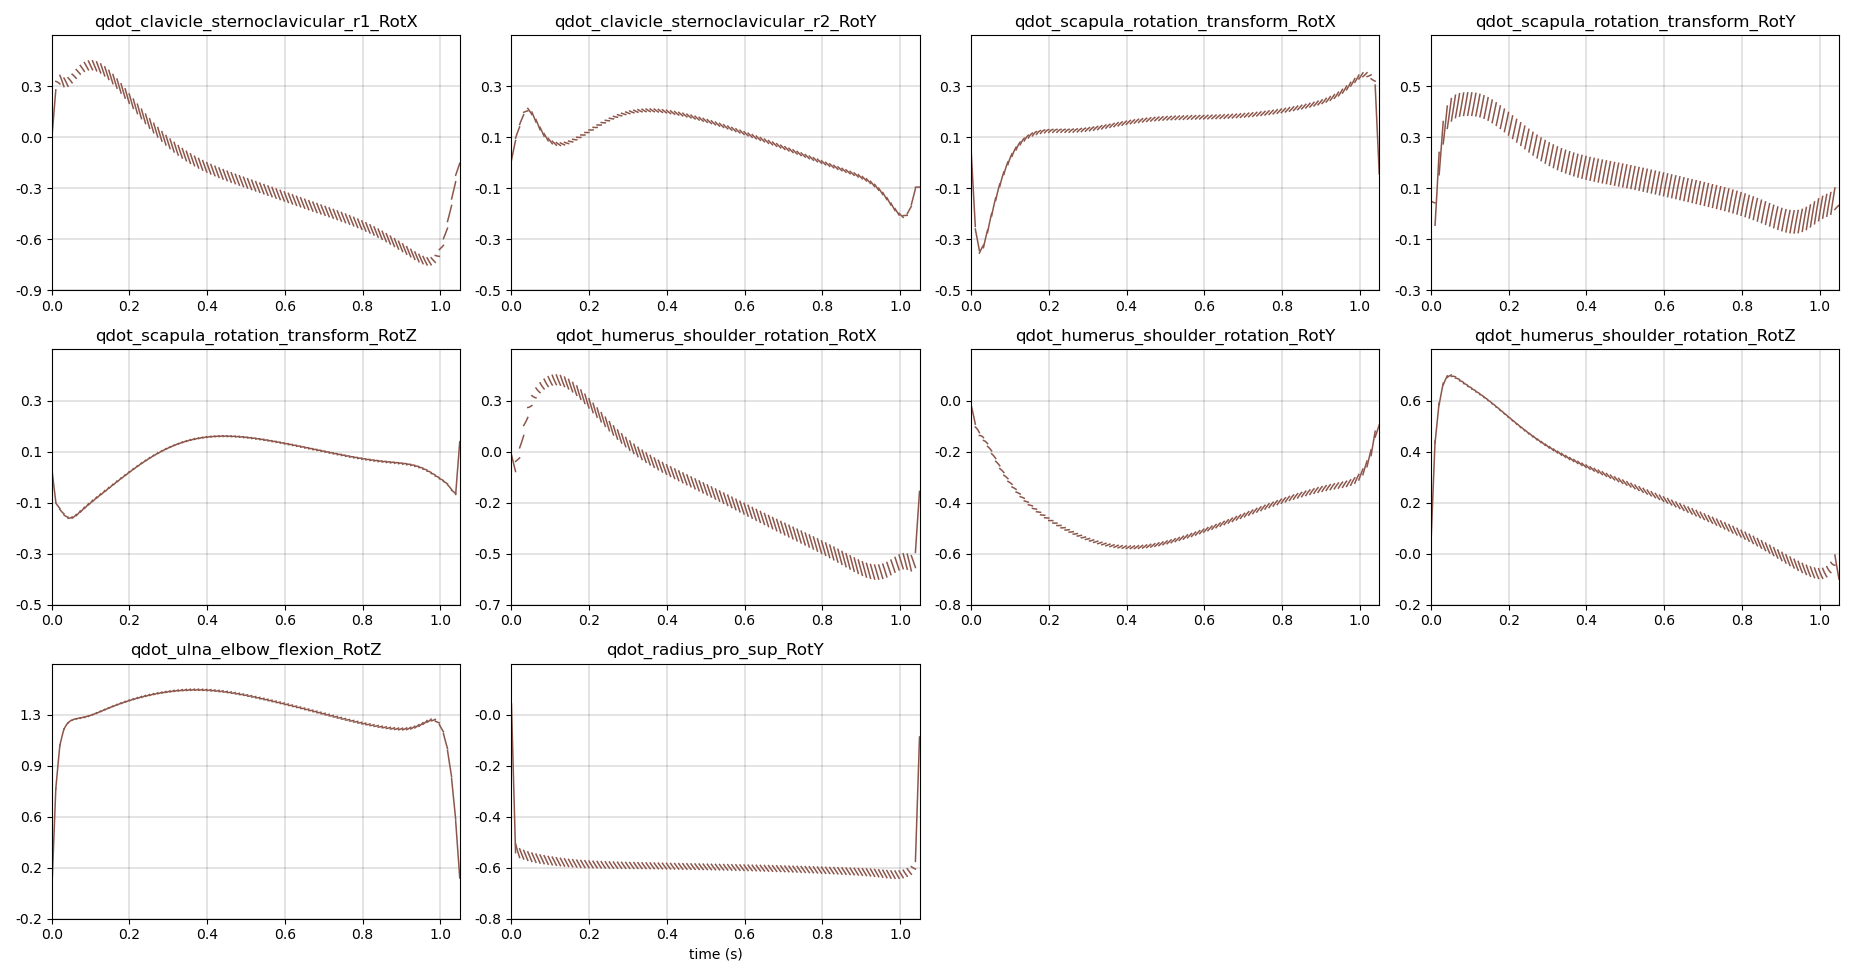 qdot_clavicle_sternoclavicular_r1_RotX
qdot_clavicle_sternoclavicular_r2_RotY
qdot_scapula_rotation_transform_RotX
qdot_scapula_rotation_transform_RotY
0.3
0.0
-0.3
-0.6
-0.9
0.0 0.2 0.4 0.6 0.8 1.0
0.3
0.1
-0.1
-0.3
-0.5
0.0 0.2 0.4 0.6 0.8 1.0
0.3
0.1
-0.1
-0.3
-0.5
0.0 0.2 0.4 0.6 0.8 1.0
0.5
0.3
0.1
-0.1
-0.3
0.0 0.2 0.4 0.6 0.8 1.0
qdot_scapula_rotation_transform_RotZ
qdot_humerus_shoulder_rotation_RotX
qdot_humerus_shoulder_rotation_RotY
qdot_humerus_shoulder_rotation_RotZ
0.3
0.1
-0.1
-0.3
-0.5
0.0 0.2 0.4 0.6 0.8 1.0
0.3
0.0
-0.2
-0.5
-0.7
0.0 0.2 0.4 0.6 0.8 1.0
0.0
-0.2
-0.4
-0.6
-0.8
0.0 0.2 0.4 0.6 0.8 1.0
0.6
0.4
0.2
-0.0
-0.2
0.0 0.2 0.4 0.6 0.8 1.0
qdot_ulna_elbow_flexion_RotZ
qdot_radius_pro_sup_RotY
1.3
0.9
0.6
0.2
-0.2
0.0 0.2 0.4 0.6 0.8 1.0
-0.0
-0.2
-0.4
-0.6
-0.8
0.0 0.2 0.4 0.6 0.8 1.0
time (s)